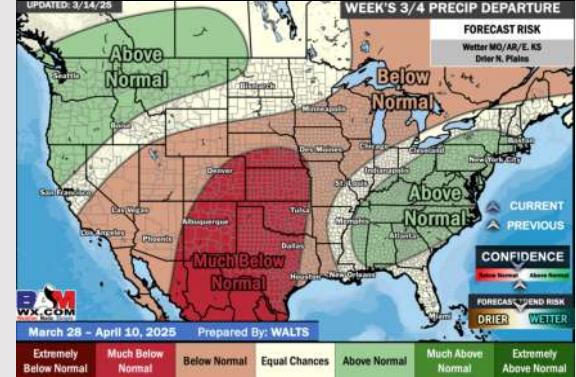 UPDATED: 3/14/25
WEEK'S 3/4 PRECIP DEPARTURE
FORECAST RISK
Wetter MO/AR/E. KS
Drier N. Plains
Above
Normal
Seattle
Bismarck
Below
Normal
Minneapolis
Boise
Boston
Des Moines
Chicago
Cleveland
New York City
Denver
Indianapolis
San Francisco
St. Louis
Above
Normal
Las Vegas
Tulsa
Albuquerque
Memphis
Los Angeles
Phoenix
Atlanta
Dallas
Much Below
Normal
Houston
New Orleans
Miami
CURRENT
PREVIOUS
CONFIDENCE
Below Normal
Above Normal
DRIER
WETTER
BAM
WX.COM
March 28 – April 10, 2025
Prepared By: WALTS
Extremely
Below Normal
Much Below
Normal
Below Normal
Equal Chances
Above Normal
Much Above
Normal
Extremely
Above Normal